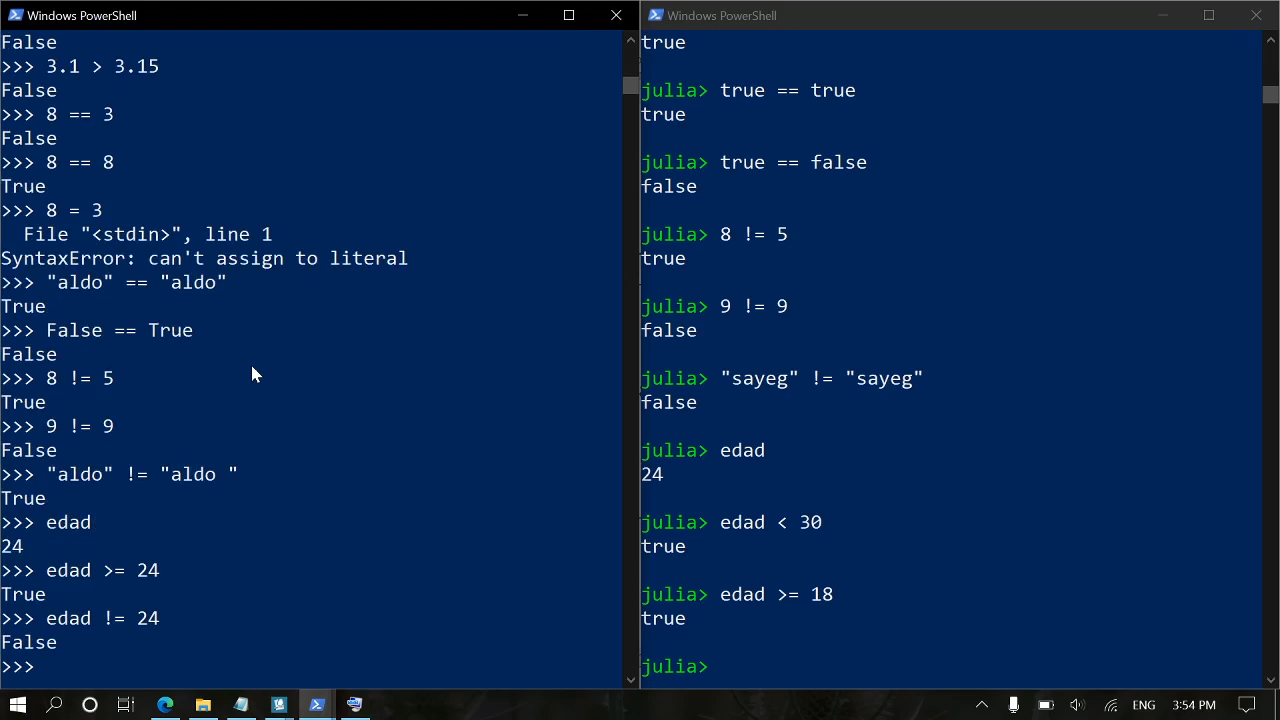 Windows PowerShell
False
>>> 3.1 > 3.15
False
>>> 8 == 3
False
>>> 8 == 8
True
>>> 8 = 3
  File "<stdin>", line 1
SyntaxError: can't assign to literal
>>> "aldo" == "aldo"
True
>>> False == True
False
>>> 8 != 5
True
>>> 9 != 9
False
>>> "aldo" != "aldo "
True
>>> edad
24
>>> edad >= 24
True
>>> edad != 24
False
>>>
Windows PowerShell
true
julia> true == true
true
julia> true == false
false
julia> 8 != 5
true
julia> 9 != 9
false
julia> "sayeg" != "sayeg"
false
julia> edad
24
julia> edad < 30
true
julia> edad >= 18
true
julia>
ENG
3:54 PM